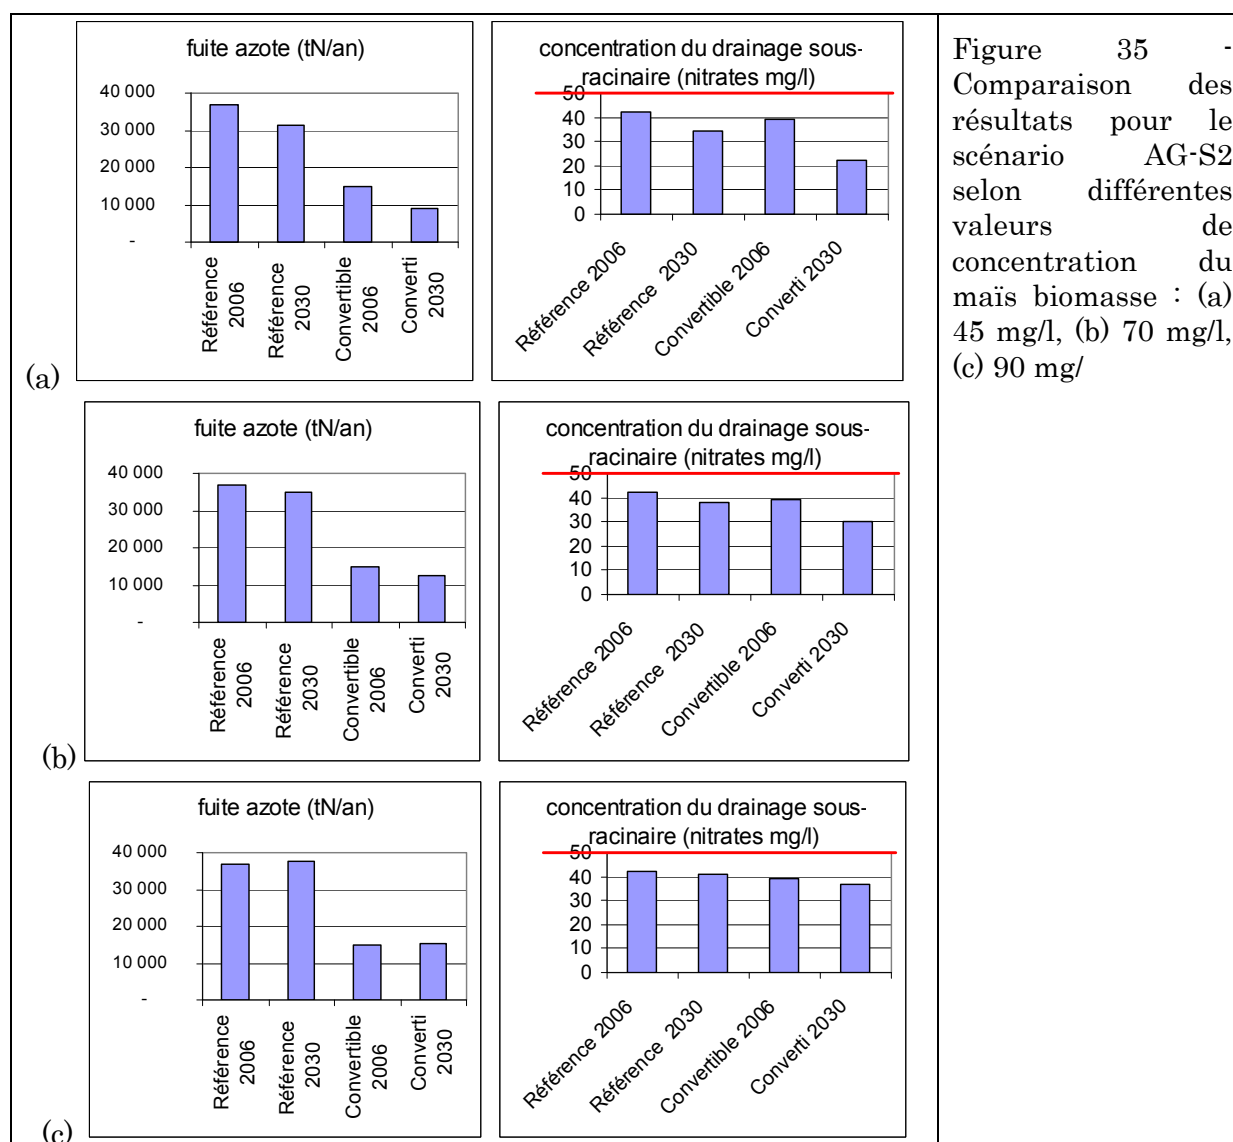 fuite azote (tN/an)
40 000
30 000
20 000
10 000
-
Référence 2006
Référence 2030
Convertible 2006
Converti 2030
concentration du drainage sous-
racinaire (nitrates mg/l)
50
40
30
20
10
0
Référence 2006
Référence 2030
Convertible 2006
Converti 2030
(a)
fuite azote (tN/an)
40 000
30 000
20 000
10 000
-
Référence 2006
Référence 2030
Convertible 2006
Converti 2030
concentration du drainage sous-
racinaire (nitrates mg/l)
50
40
30
20
10
0
Référence 2006
Référence 2030
Convertible 2006
Converti 2030
(b)
fuite azote (tN/an)
40 000
30 000
20 000
10 000
-
Référence 2006
Référence 2030
Convertible 2006
Converti 2030
concentration du drainage sous-
racinaire (nitrates mg/l)
50
40
30
20
10
0
Référence 2006
Référence 2030
Convertible 2006
Converti 2030
(c)
Figure 35 -
Comparaison des
résultats pour le
scénario AG-S2
selon différentes
valeurs de
concentration du
maïs biomasse : (a)
45 mg/l, (b) 70 mg/l,
(c) 90 mg/